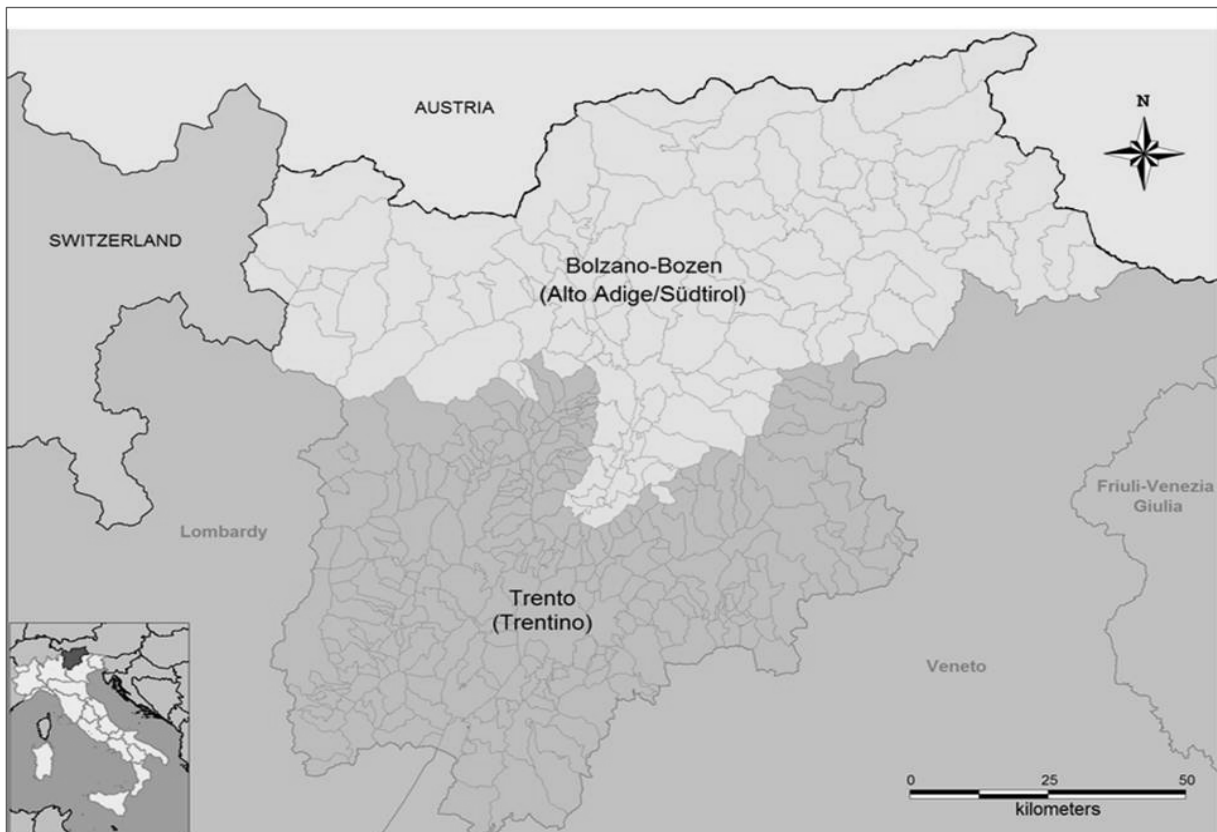 AUSTRIA
N
SWITZERLAND
Bolzano-Bozen
(Alto Adige/Südtirol)
Lombardy
Friuli-Venezia
Giulia
Trento
(Trentino)
Veneto
0 25 50
kilometers